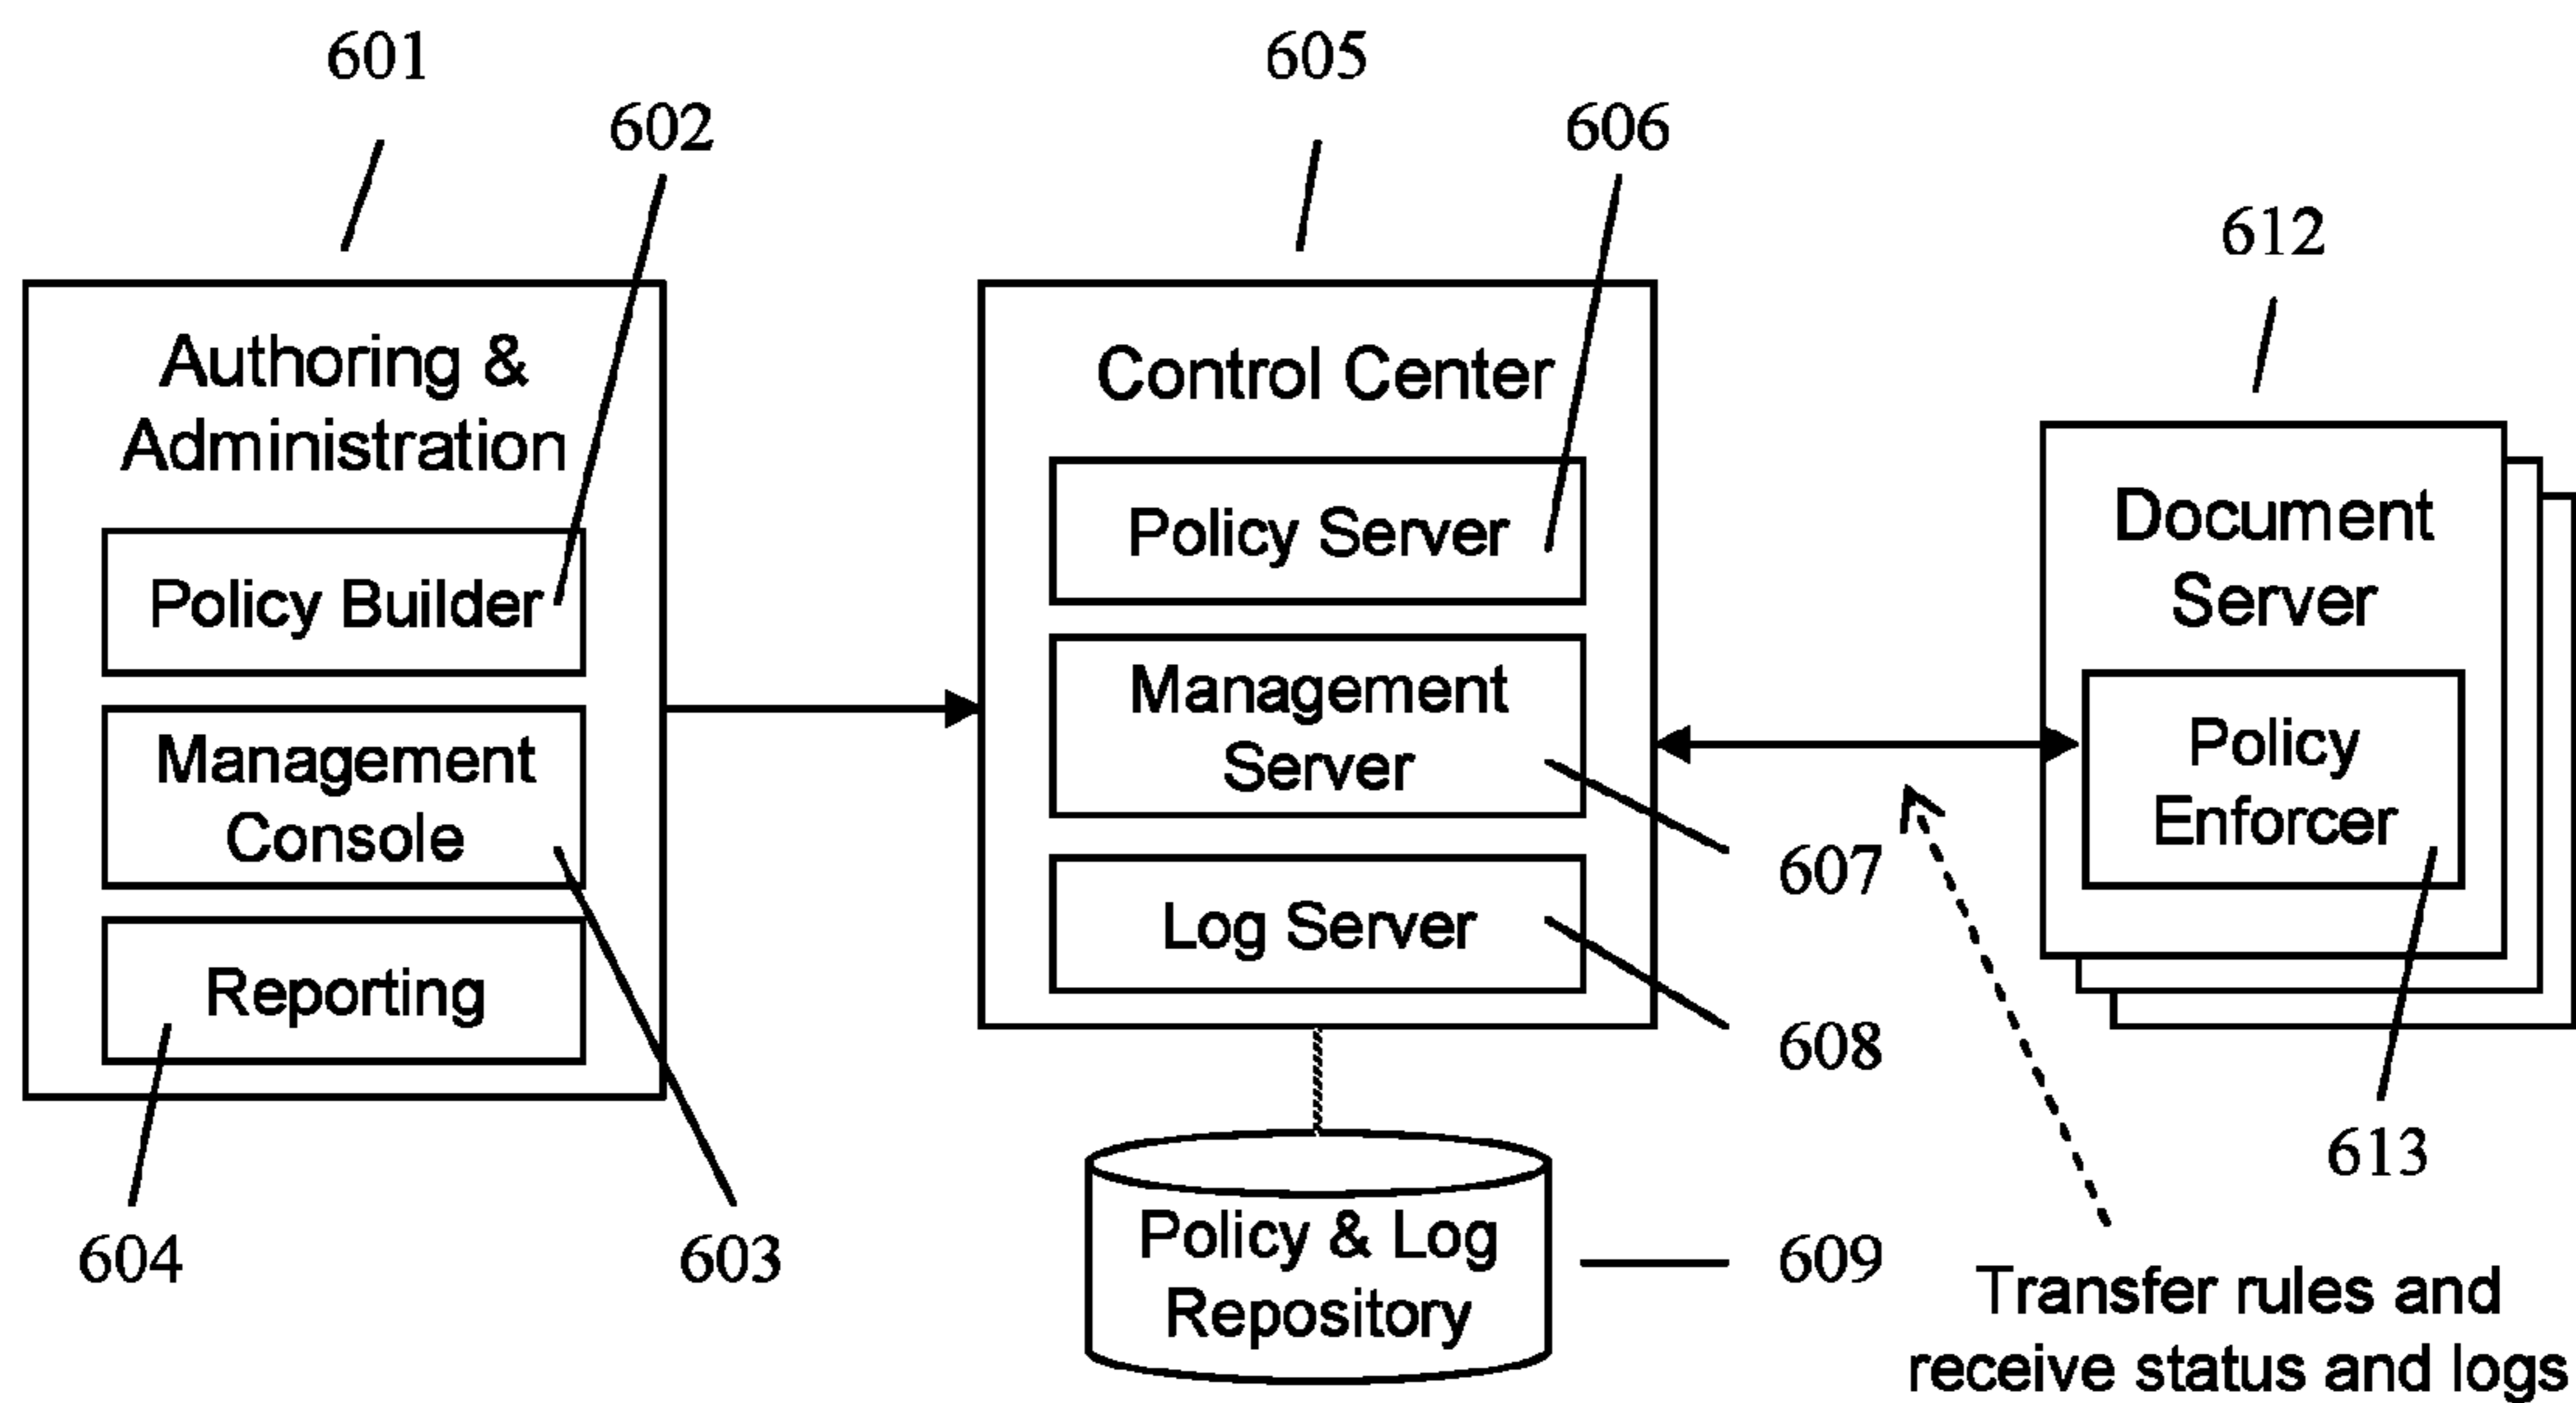 601
605
602
606
612
Authoring &
Administration
Control Center
Document
Server
Policy Builder
Policy Server
Management
Console
Management
Server
Policy
Enforcer
Reporting
Log Server
607
608
613
604
603
Policy & Log
Repository
609
Transfer rules and
receive status and logs